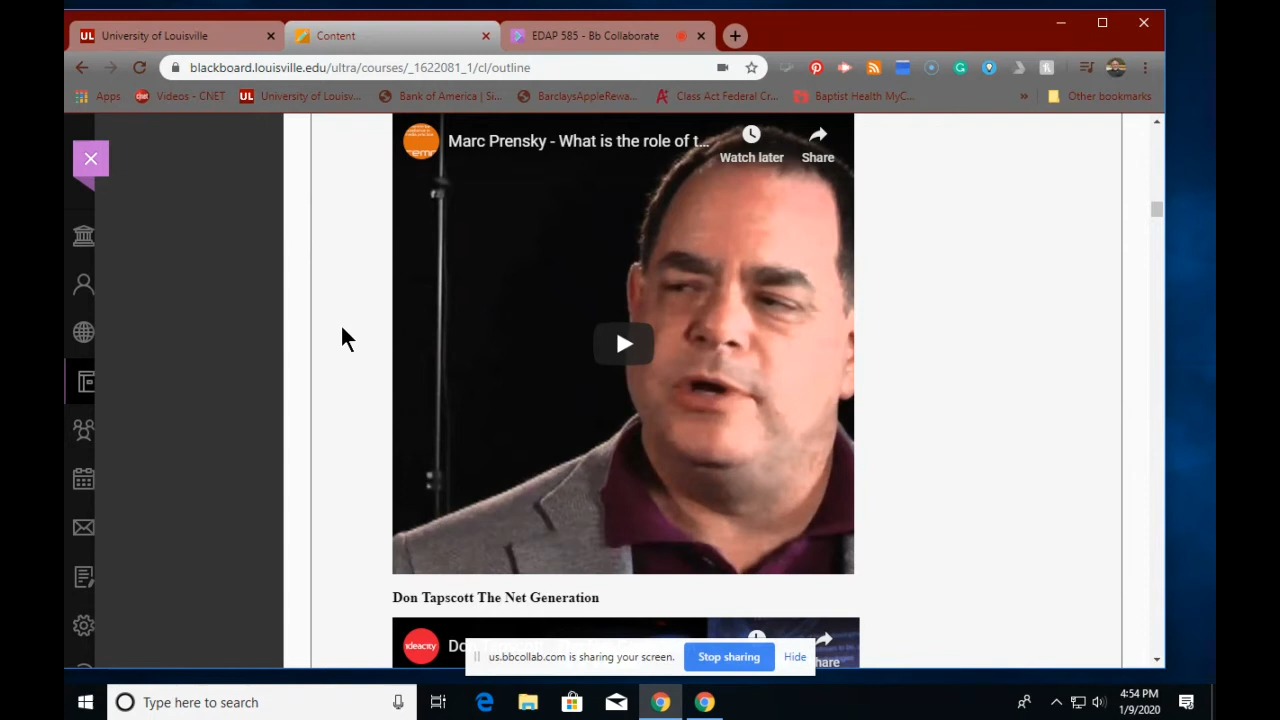 University of Louisville
Content
EDAP 585 - Bb Collaborate
blackboard.louisville.edu/ultra/courses/_1622081_1/cl/outline
Apps
Videos - CNET
University of Louisv...
Bank of America | Si...
BarclaysAppleRewa...
Class Act Federal Cr...
Baptist Health MyC...
»
Other bookmarks
Marc Prensky - What is the role of t...
Watch later
Share
Don Tapscott The Net Generation
ideacity
us.bbcollab.com is sharing your screen.
Stop sharing
Hide
Type here to search
4:54 PM
1/9/2020